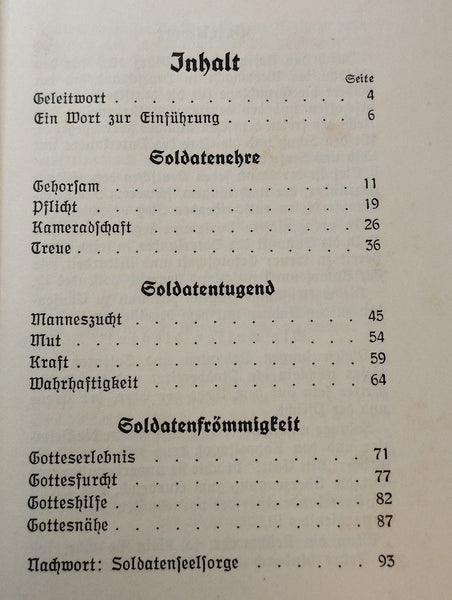 Inhalt
Seite
Geleitwort . . . . . . . . . . . . . 4
Ein Wort zur Einführung . . . . . . . 6
Soldatenehre
Gehorsam . . . . . . . . . . . . . 11
Pflicht . . . . . . . . . . . . . . 19
Kameradschaft . . . . . . . . . . . 26
Treue . . . . . . . . . . . . . . . 36
Soldatentugend
Manneszucht . . . . . . . . . . . . 45
Mut . . . . . . . . . . . . . . . . 54
Kraft . . . . . . . . . . . . . . . 59
Wahrhaftigkeit . . . . . . . . . . . 64
Soldatenfrömmigkeit
Gotteserlebnis . . . . . . . . . . . 71
Gottesfurcht . . . . . . . . . . . . 77
Gotteshilfe . . . . . . . . . . . . 82
Gottesnähe . . . . . . . . . . . . . 87
Nachwort: Soldatenseelsorge . . . . . . 93